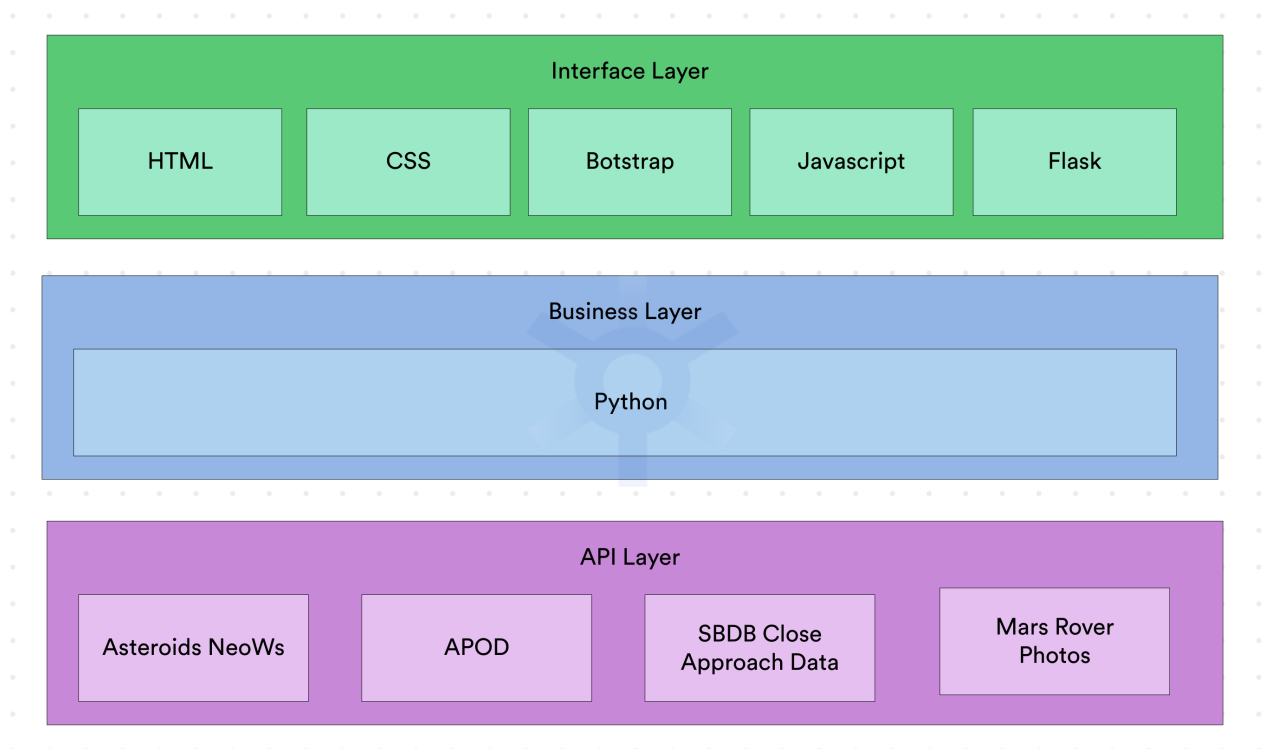 Interface Layer
HTML
CSS
Botstrap
Javascript
Flask
Business Layer
Python
API Layer
Asteroids NeoWs
APOD
SBDB Close
Approach Data
Mars Rover
Photos